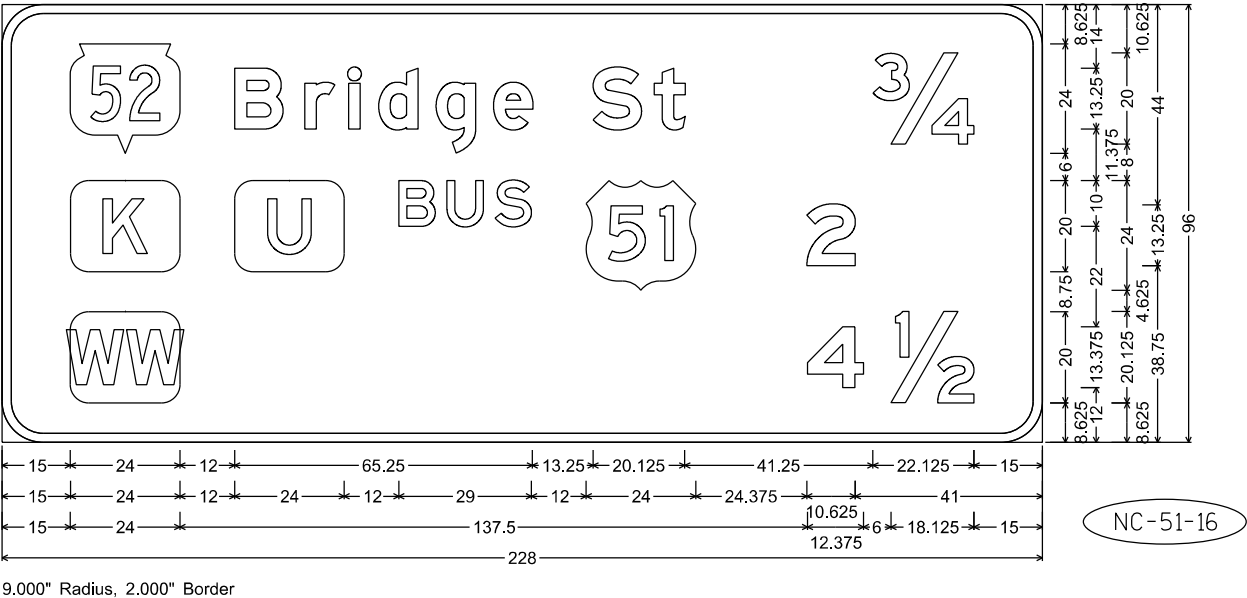 52 Bridge St 3/4
K U BUS 51 2
WW 4 1/2
8.625 24 6 20 8.75 20 8.625
14 13.25 11.375 10 22 13.375 12
20 8 24 4.625 20.125 8.625
10.625 44 13.25 38.75
96
15 24 12 65.25 13.25 20.125 41.25 22.125 15
15 24 12 24 12 29 12 24 24.375 10.625 41
15 24 137.5 12.375 6 18.125 15
228
NC-51-16
9.000" Radius, 2.000" Border